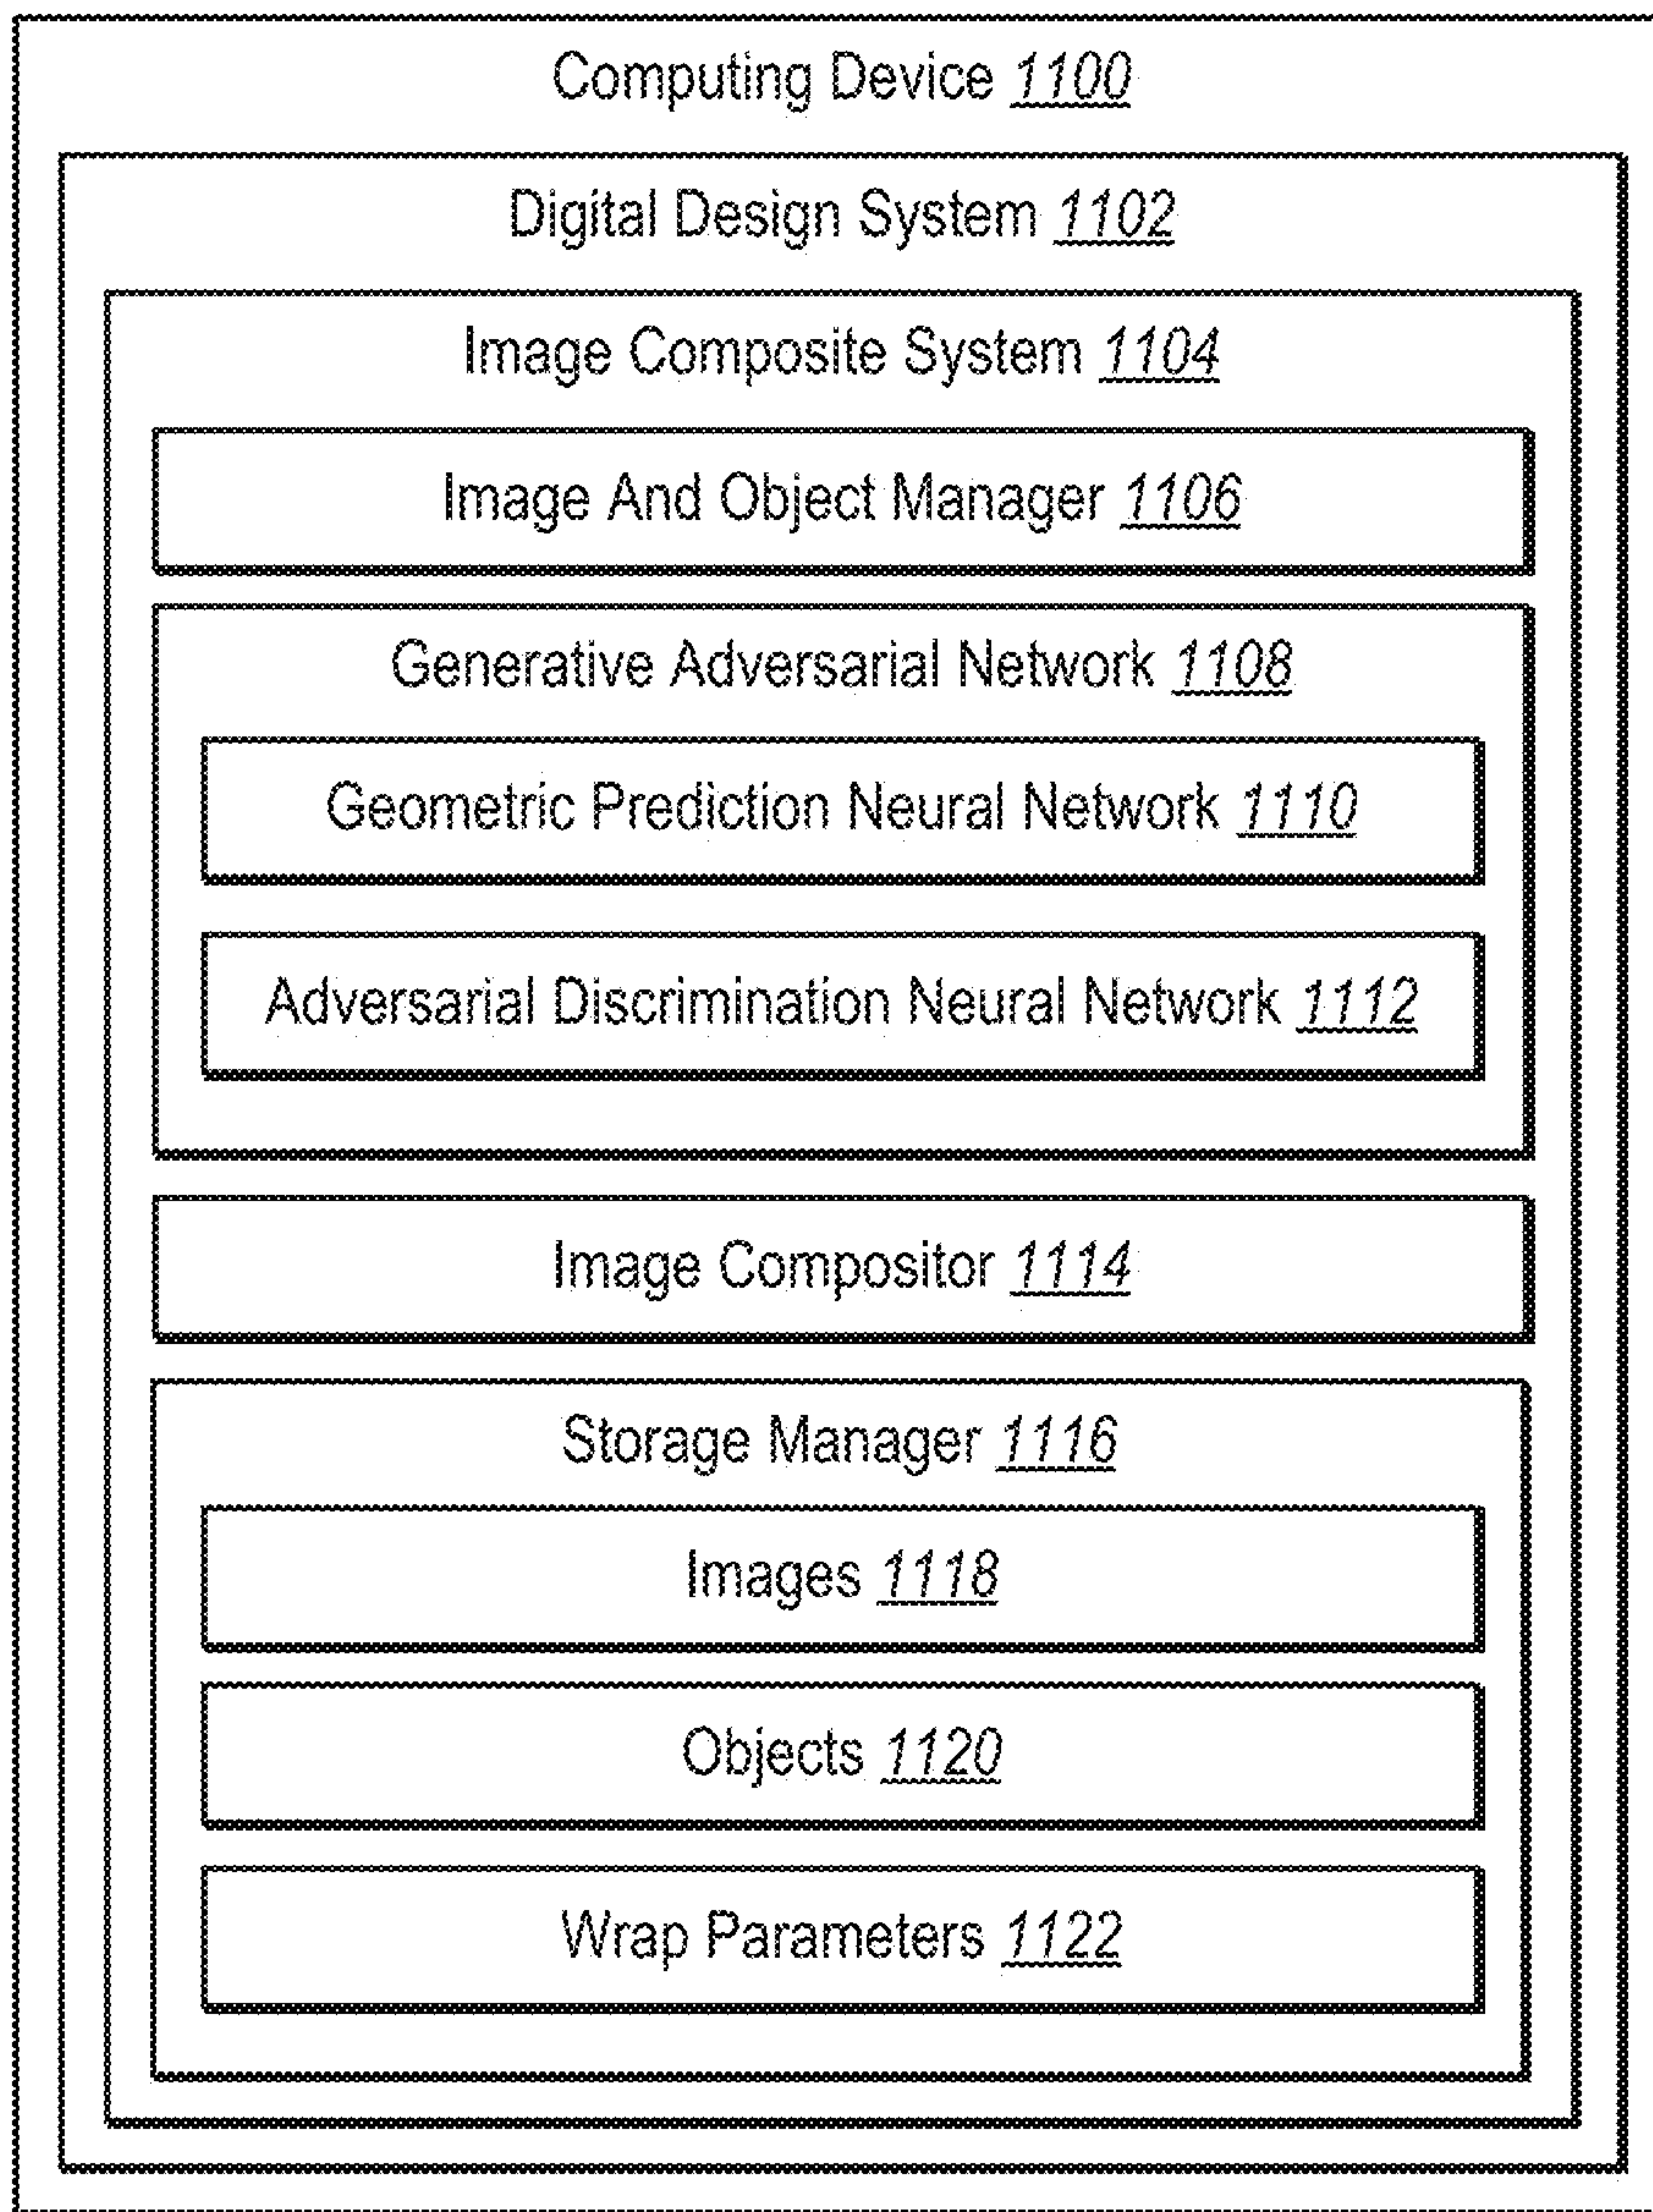 Computing Device 1100
Digital Design System 1102
Image Composite System 1104
Image And Object Manager 1106
Generative Adversarial Network 1108
Geometric Prediction Neural Network 1110
Adversarial Discrimination Neural Network 1112
Image Compositor 1114
Storage Manager 1116
Images 1118
Objects 1120
Wrap Parameters 1122